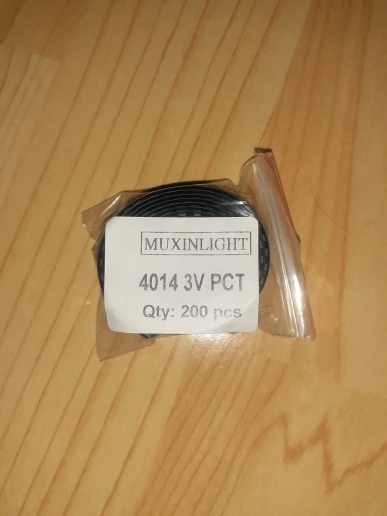 MUXINLIGHT
4014 3V PCT
Qty: 200 pcs